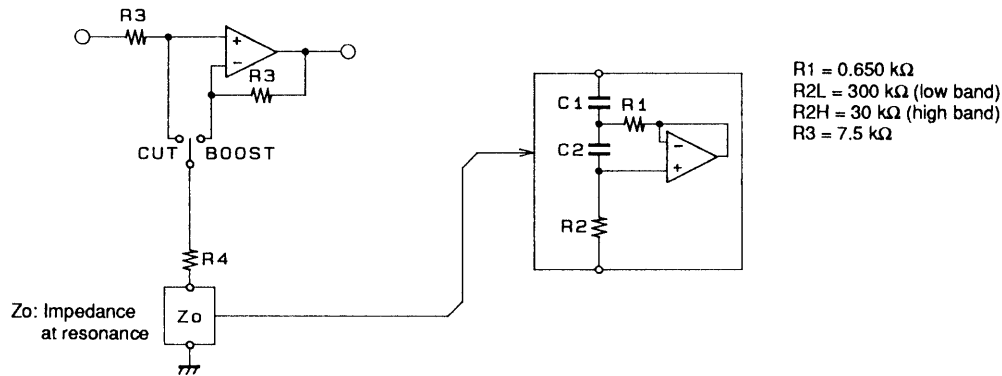 R3
+
−
R3
CUT BOOST
R4
Zo: Impedance
at resonance
Zo
C1
R1
C2
−
+
R2
R1 = 0.650 kΩ
R2L = 300 kΩ (low band)
R2H = 30 kΩ (high band)
R3 = 7.5 kΩ